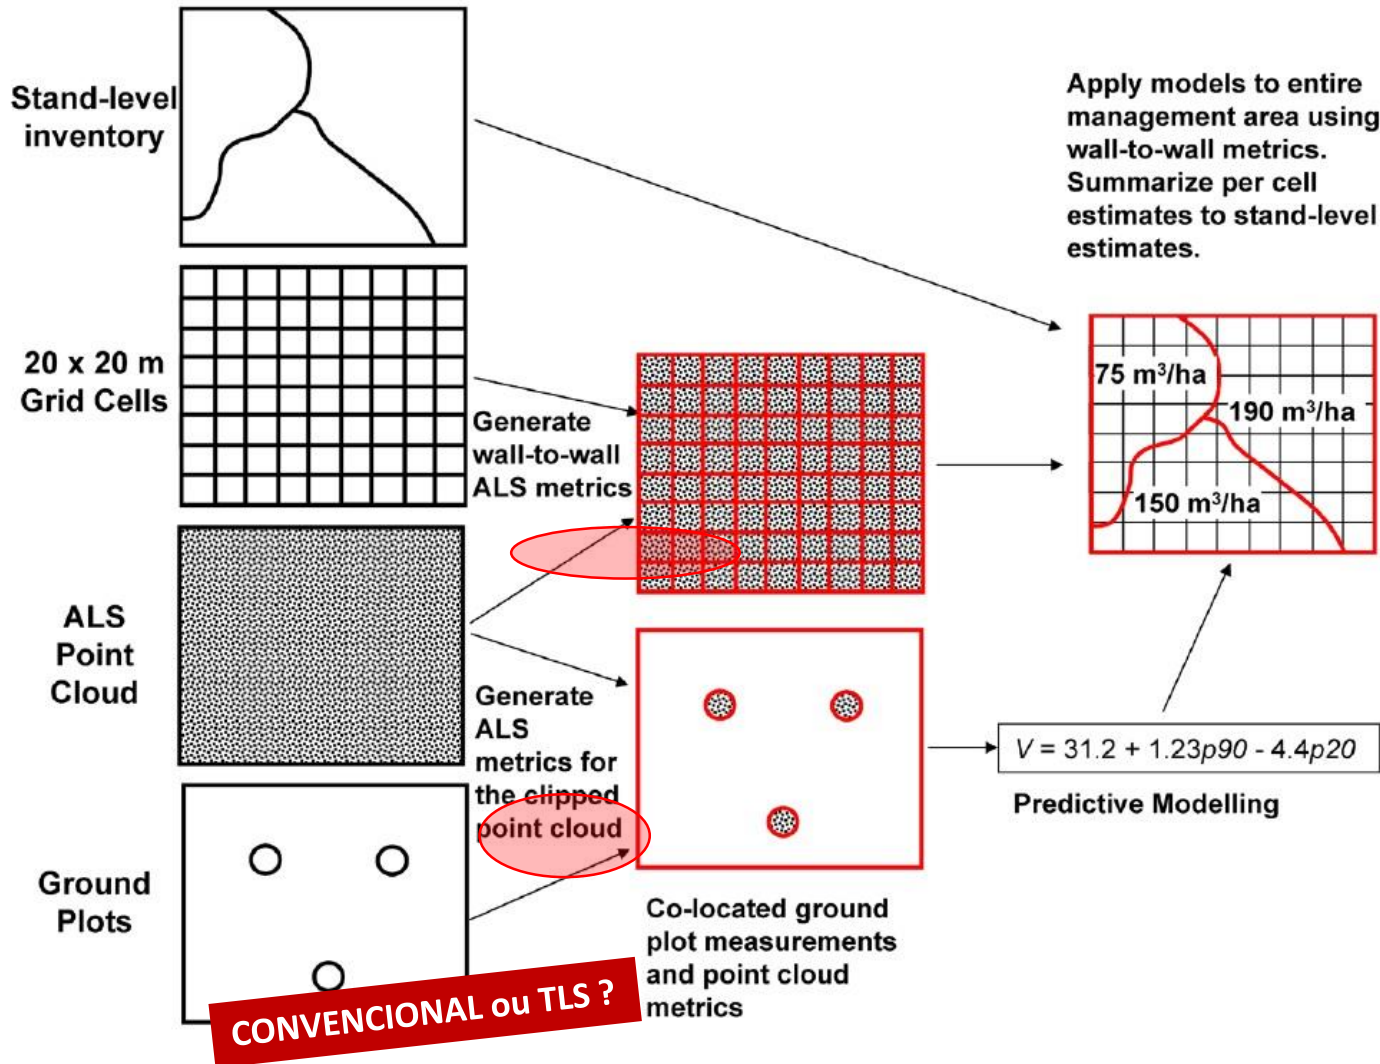 Stand-level
inventory
20 x 20 m
Grid Cells
ALS
Point
Cloud
Ground
Plots
Generate
wall-to-wall
ALS metrics
Generate
ALS
metrics for
the clipped
point cloud
CONVENCIONAL ou TLS ?
Co-located ground
plot measurements
and point cloud
metrics
Apply models to entire
management area using
wall-to-wall metrics.
Summarize per cell
estimates to stand-level
estimates.
75 m³/ha
190 m³/ha
150 m³/ha
V = 31.2 + 1.23p90 - 4.4p20
Predictive Modelling